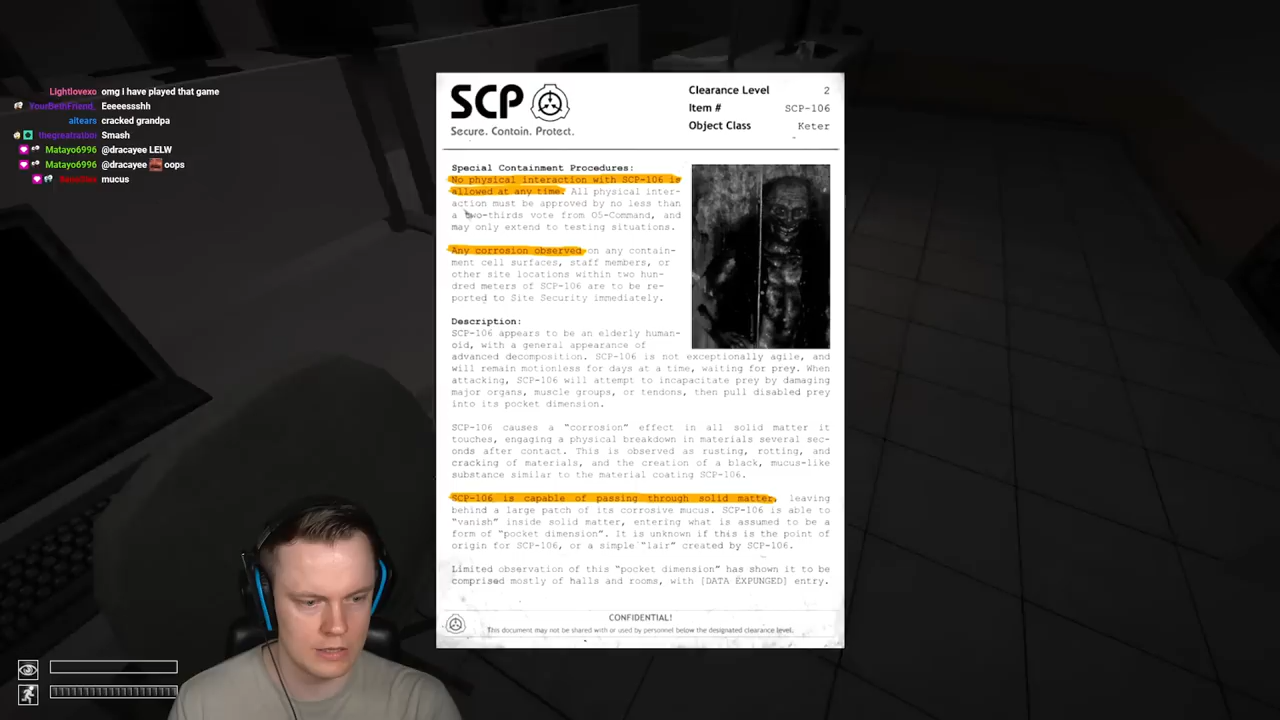 Lightlovexo omg I have played that game
YourBethFriend. Eeeeessshh
altears cracked grandpa
thegreatratboi Smash
Matayo6996 @dracayee LELW
Matayo6996 @dracayee oops
mucus
SCP
Secure. Contain. Protect.
Clearance Level 2
Item # SCP-106
Object Class Keter
Special Containment Procedures:
No physical interaction with SCP-106 is
allowed at any time. All physical inter-
action must be approved by no less than
a two-thirds vote from O5-Command, and
may only extend to testing situations.
Any corrosion observed on any contain-
ment cell surfaces, staff members, or
other site locations within two hun-
dred meters of SCP-106 are to be re-
ported to Site Security immediately.
Description:
SCP-106 appears to be an elderly human-
oid, with a general appearance of
advanced decomposition. SCP-106 is not exceptionally agile, and
will remain motionless for days at a time, waiting for prey. When
attacking, SCP-106 will attempt to incapacitate prey by damaging
major organs, muscle groups, or tendons, then pull disabled prey
into its pocket dimension.
SCP-106 causes a “corrosion” effect in all solid matter it
touches, engaging a physical breakdown in materials several sec-
onds after contact. This is observed as rusting, rotting, and
cracking of materials, and the creation of a black, mucus-like
substance similar to the material coating SCP-106.
SCP-106 is capable of passing through solid matter, leaving
behind a large patch of its corrosive mucus. SCP-106 is able to
“vanish” inside solid matter, entering what is assumed to be a
form of “pocket dimension”. It is unknown if this is the point of
origin for SCP-106, or a simple “lair” created by SCP-106.
Limited observation of this “pocket dimension” has shown it to be
comprised mostly of halls and rooms, with [DATA EXPUNGED] entry.
CONFIDENTIAL!
This document may not be shared with or used by personnel below the designated clearance level.